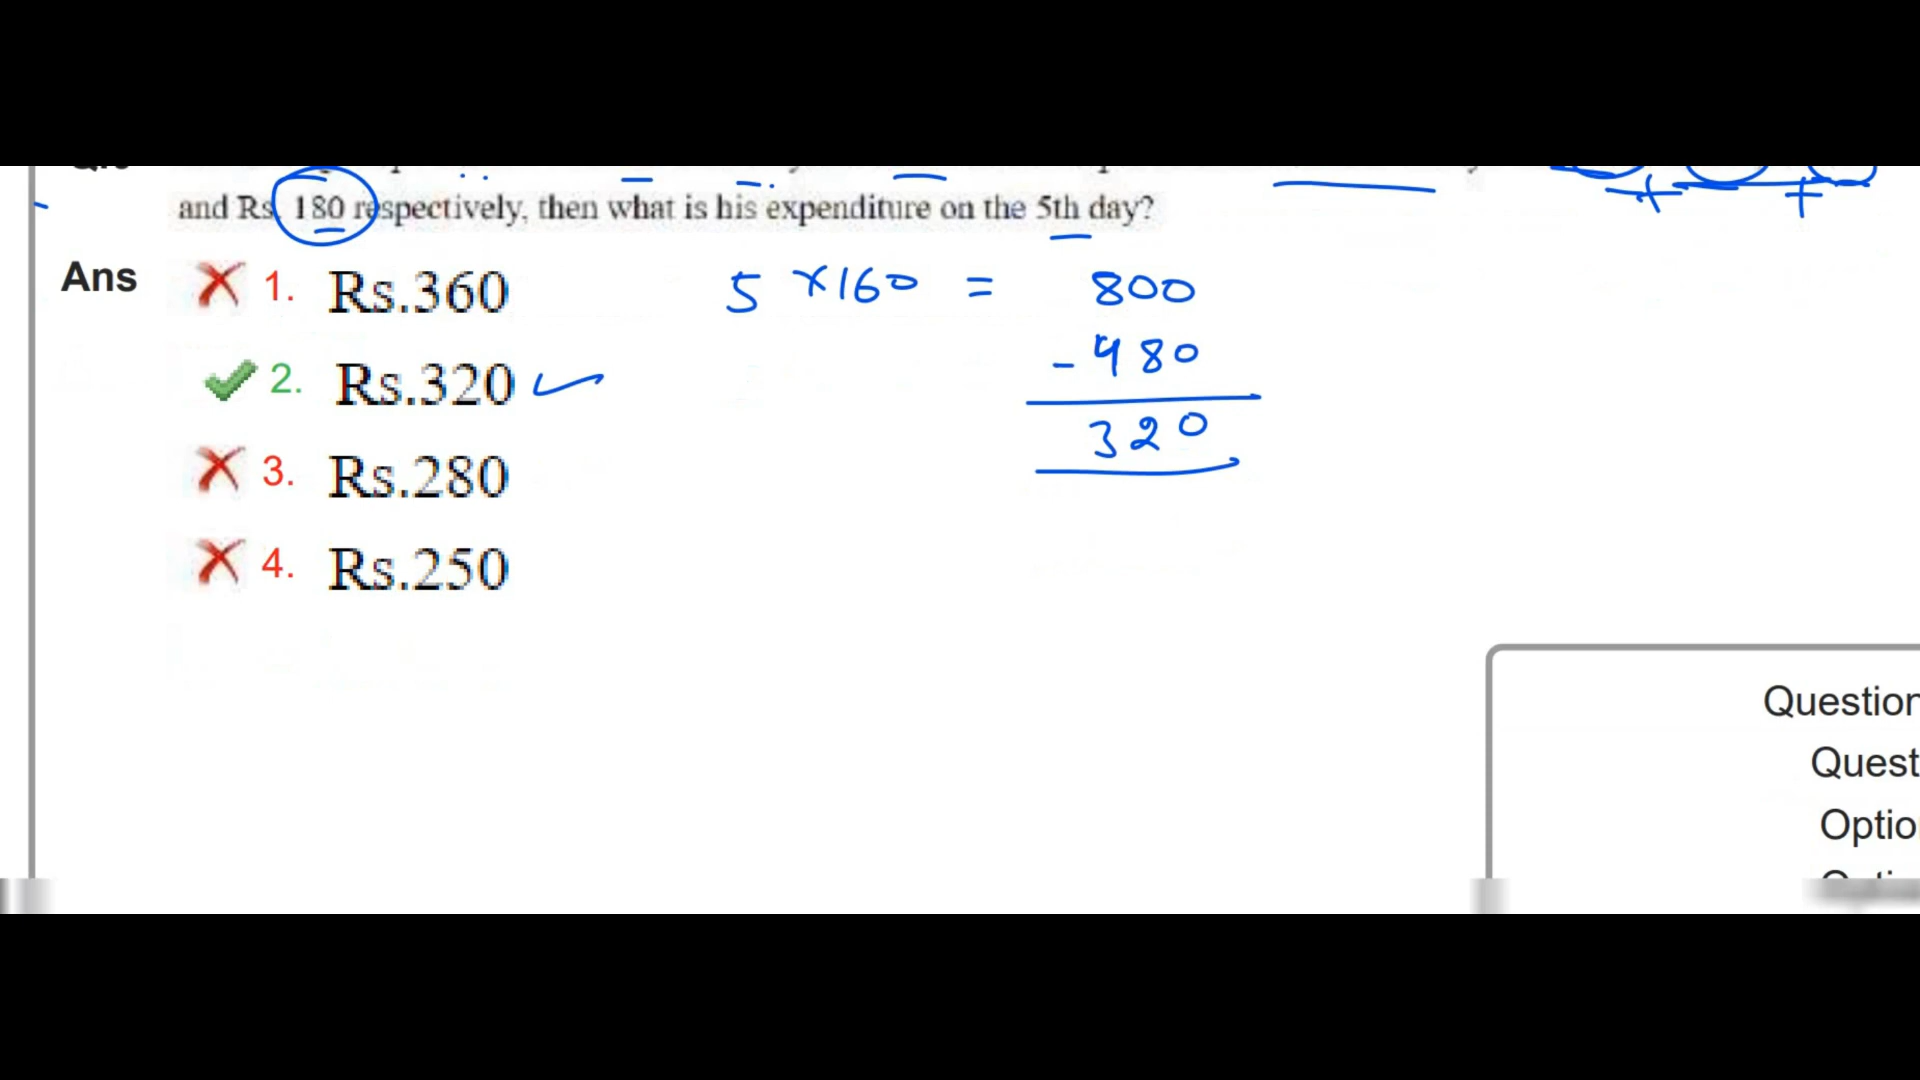 and Rs. 180 respectively, then what is his expenditure on the 5th day?
Ans
1. Rs.360
2. Rs.320
3. Rs.280
4. Rs.250
5 × 160 = 800
- 480
320
Question
Quest
Optio